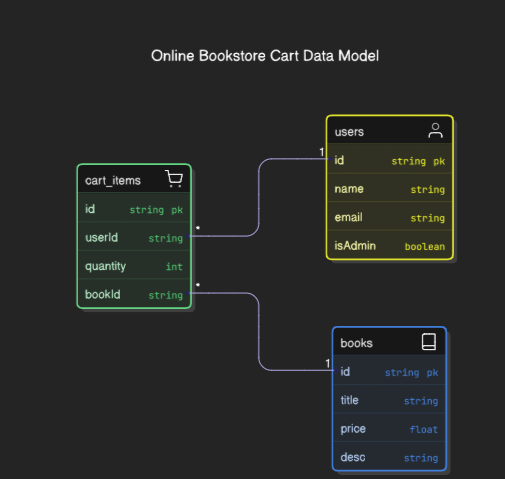 Online Bookstore Cart Data Model
users
1
id string pk
name string
email string
isAdmin boolean
cart_items
id string pk
*
userId string
quantity int
*
bookId string
books
1
id string pk
title string
price float
desc string